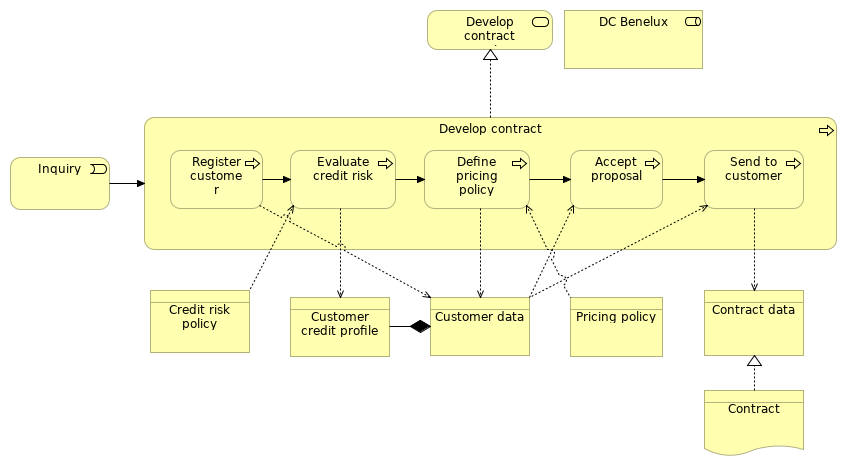 Develop
contract
DC Benelux
Develop contract
Inquiry
Register
custome
r
Evaluate
credit risk
Define
pricing
policy
Accept
proposal
Send to
customer
Credit risk
policy
Customer
credit profile
Customer data
Pricing policy
Contract data
Contract